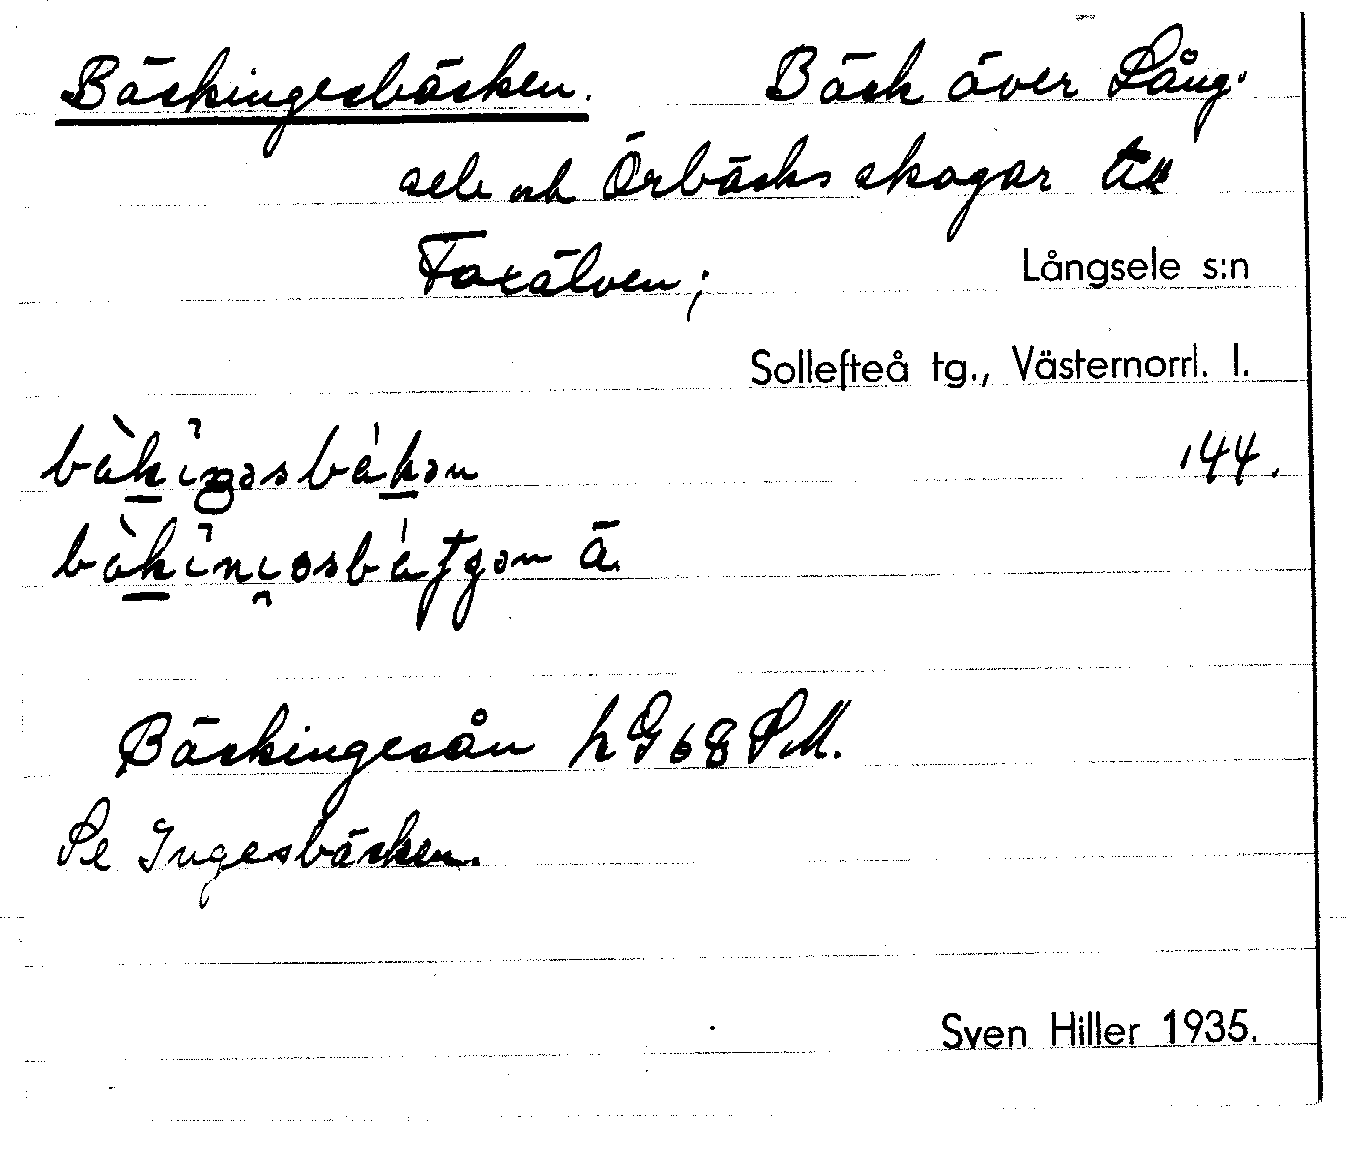 Bäckingesbäcken. Bäck över Lång-
sele och Örbäcks skogar till
Faxälven;
Långsele s:n
Sollefteå tg., Västernorrl. l.
144.
ä.
Bäckingesån h G 68 SM.
Se Ingesbäcken.
Sven Hiller 1935.